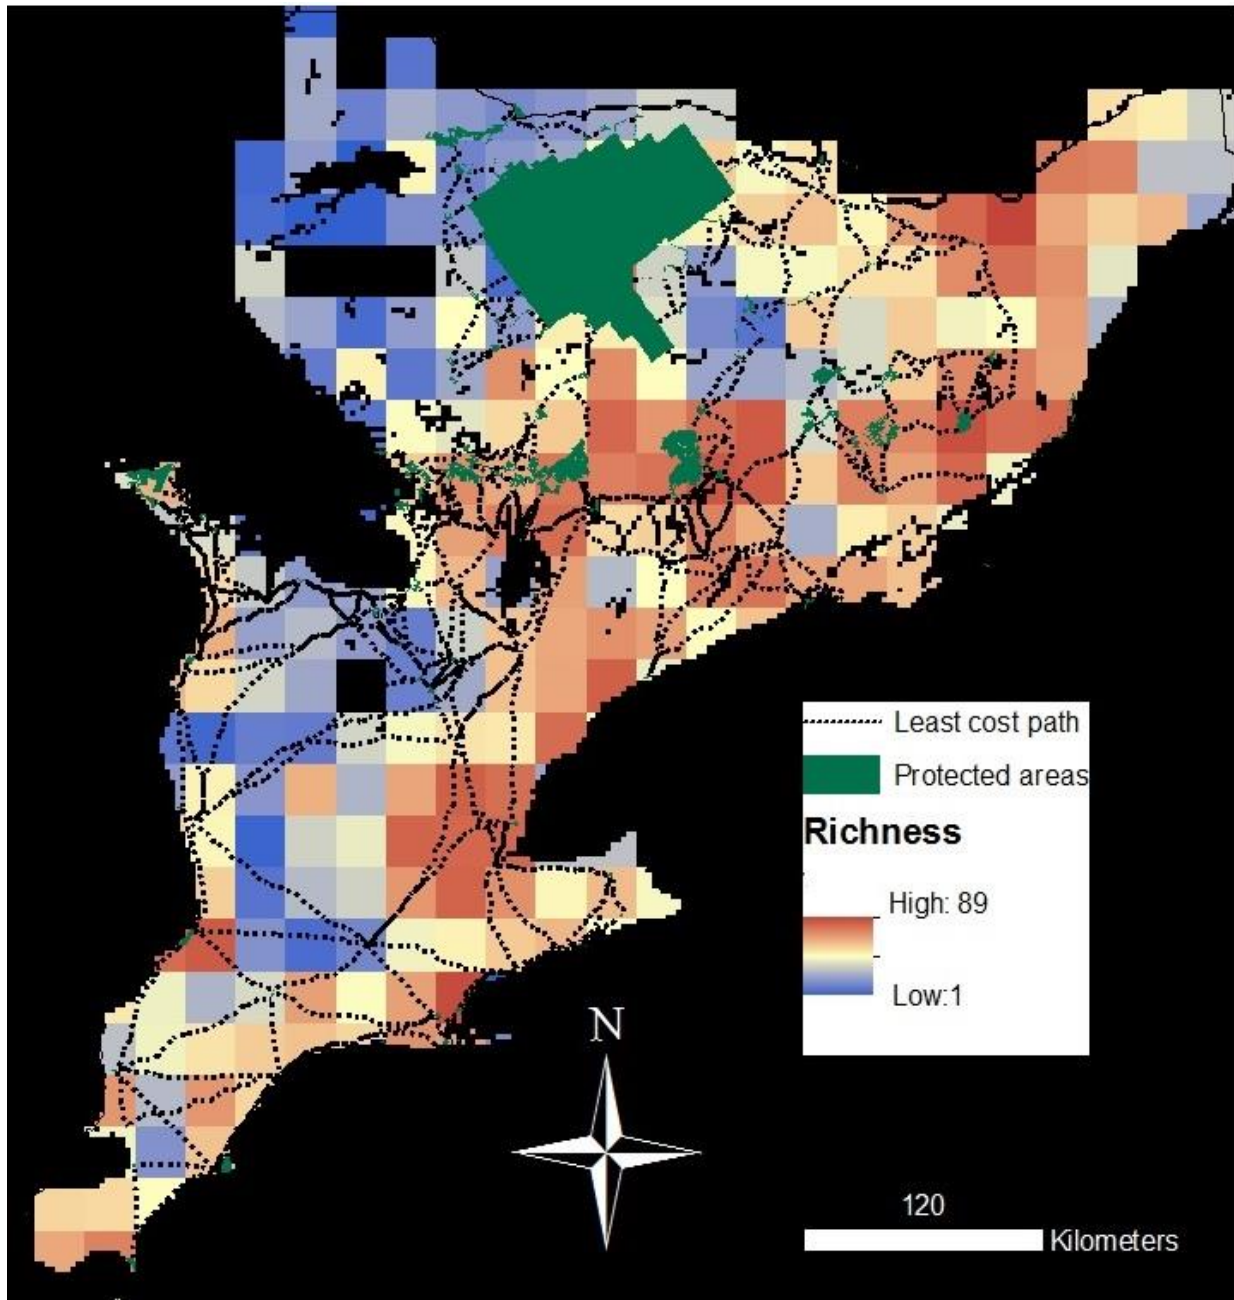 Least cost path
Protected areas
Richness
High: 89
Low:1
N
120
Kilometers